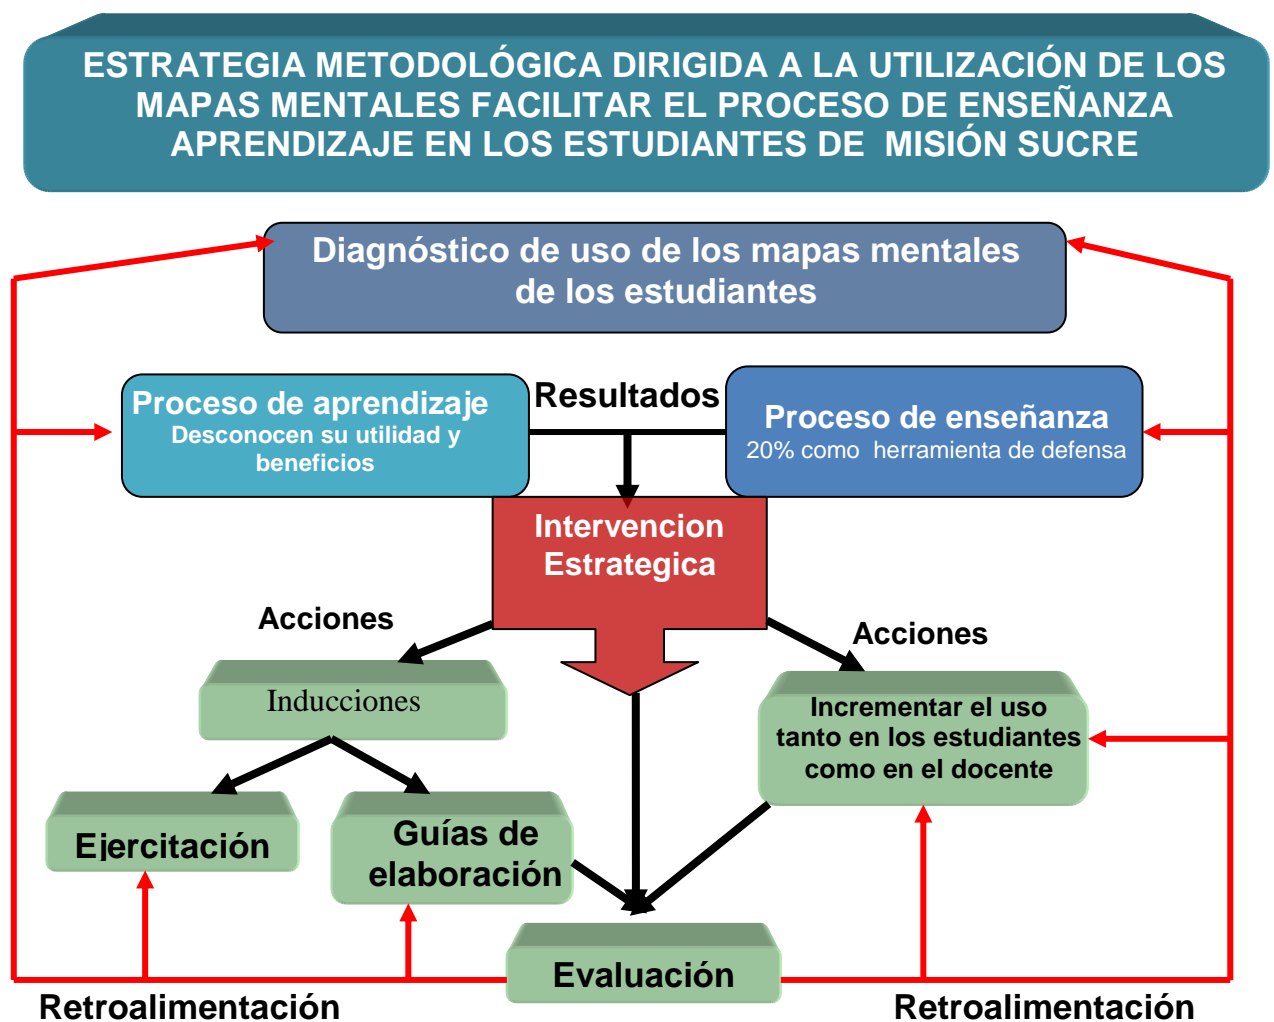 ESTRATEGIA METODOLÓGICA DIRIGIDA A LA UTILIZACIÓN DE LOS
MAPAS MENTALES FACILITAR EL PROCESO DE ENSEÑANZA
APRENDIZAJE EN LOS ESTUDIANTES DE MISIÓN SUCRE
Diagnóstico de uso de los mapas mentales
de los estudiantes
Proceso de aprendizaje
Desconocen su utilidad y
beneficios
Resultados
Proceso de enseñanza
20% como herramienta de defensa
Intervencion
Estrategica
Acciones
Acciones
Inducciones
Incrementar el uso
tanto en los estudiantes
como en el docente
Ejercitación
Guías de
elaboración
Evaluación
Retroalimentación
Retroalimentación